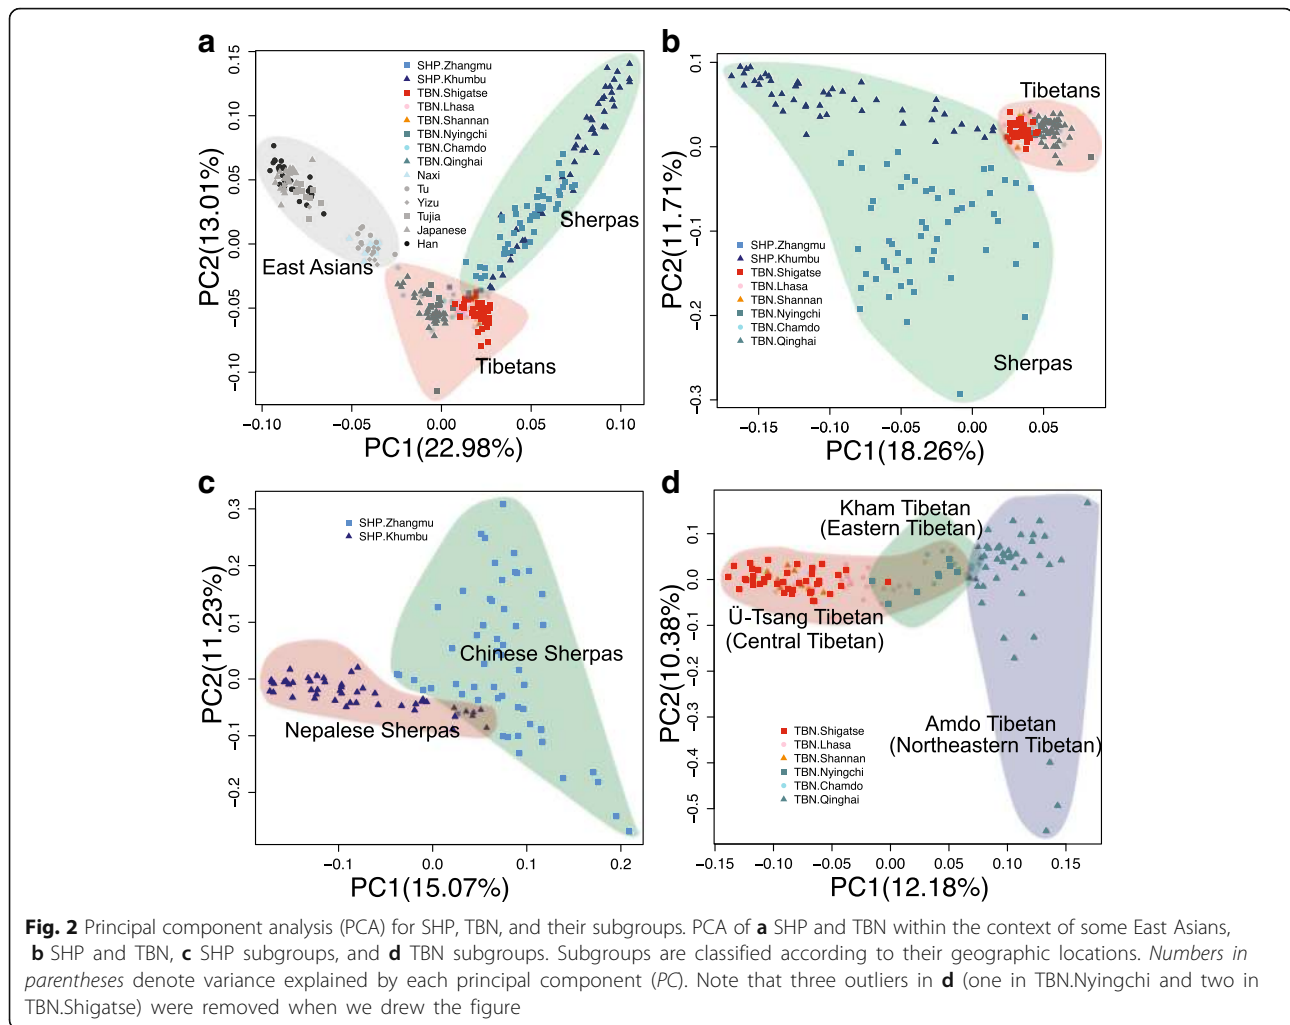 a
PC2(13.01%)
0.15
0.10
0.05
0.00
−0.05
−0.10
SHP.Zhangmu
SHP.Khumbu
TBN.Shigatse
TBN.Lhasa
TBN.Shannan
TBN.Nyingchi
TBN.Chamdo
TBN.Qinghai
Naxi
Tu
Yizu
Tujia
Japanese
Han
Sherpas
East Asians
Tibetans
−0.10
−0.05
0.00
0.05
0.10
PC1(22.98%)
b
PC2(11.71%)
0.1
0.0
−0.1
−0.2
−0.3
Tibetans
SHP.Zhangmu
SHP.Khumbu
TBN.Shigatse
TBN.Lhasa
TBN.Shannan
TBN.Nyingchi
TBN.Chamdo
TBN.Qinghai
Sherpas
−0.15
−0.10
−0.05
0.00
0.05
PC1(18.26%)
c
PC2(11.23%)
0.3
0.2
0.1
0.0
−0.1
−0.2
SHP.Zhangmu
SHP.Khumbu
Chinese Sherpas
Nepalese Sherpas
−0.1
0.0
0.1
0.2
PC1(15.07%)
d
PC2(10.38%)
0.1
0.0
−0.1
−0.2
−0.3
−0.4
−0.5
Kham Tibetan
(Eastern Tibetan)
Ü-Tsang Tibetan
(Central Tibetan)
Amdo Tibetan
(Northeastern Tibetan)
TBN.Shigatse
TBN.Lhasa
TBN.Shannan
TBN.Nyingchi
TBN.Chamdo
TBN.Qinghai
−0.15
−0.10
−0.05
0.00
0.05
0.10
0.15
PC1(12.18%)
Fig. 2 Principal component analysis (PCA) for SHP, TBN, and their subgroups. PCA of a SHP and TBN within the context of some East Asians,
b SHP and TBN, c SHP subgroups, and d TBN subgroups. Subgroups are classified according to their geographic locations. Numbers in
parentheses denote variance explained by each principal component (PC). Note that three outliers in d (one in TBN.Nyingchi and two in
TBN.Shigatse) were removed when we drew the figure